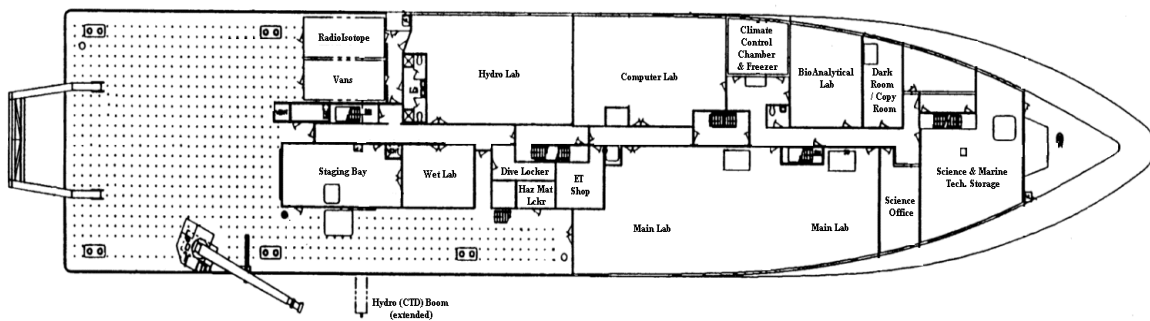 RadioIsotope
Vans
Hydro Lab
Computer Lab
Climate
Control
Chamber
& Freezer
BioAnalytical
Lab
Dark
Room
/ Copy
Room
Staging Bay
Wet Lab
Dive Locker
Haz Mat
Lckr
ET
Shop
Main Lab
Main Lab
Science
Office
Science & Marine
Tech. Storage
Hydro (CTD) Boom
(extended)